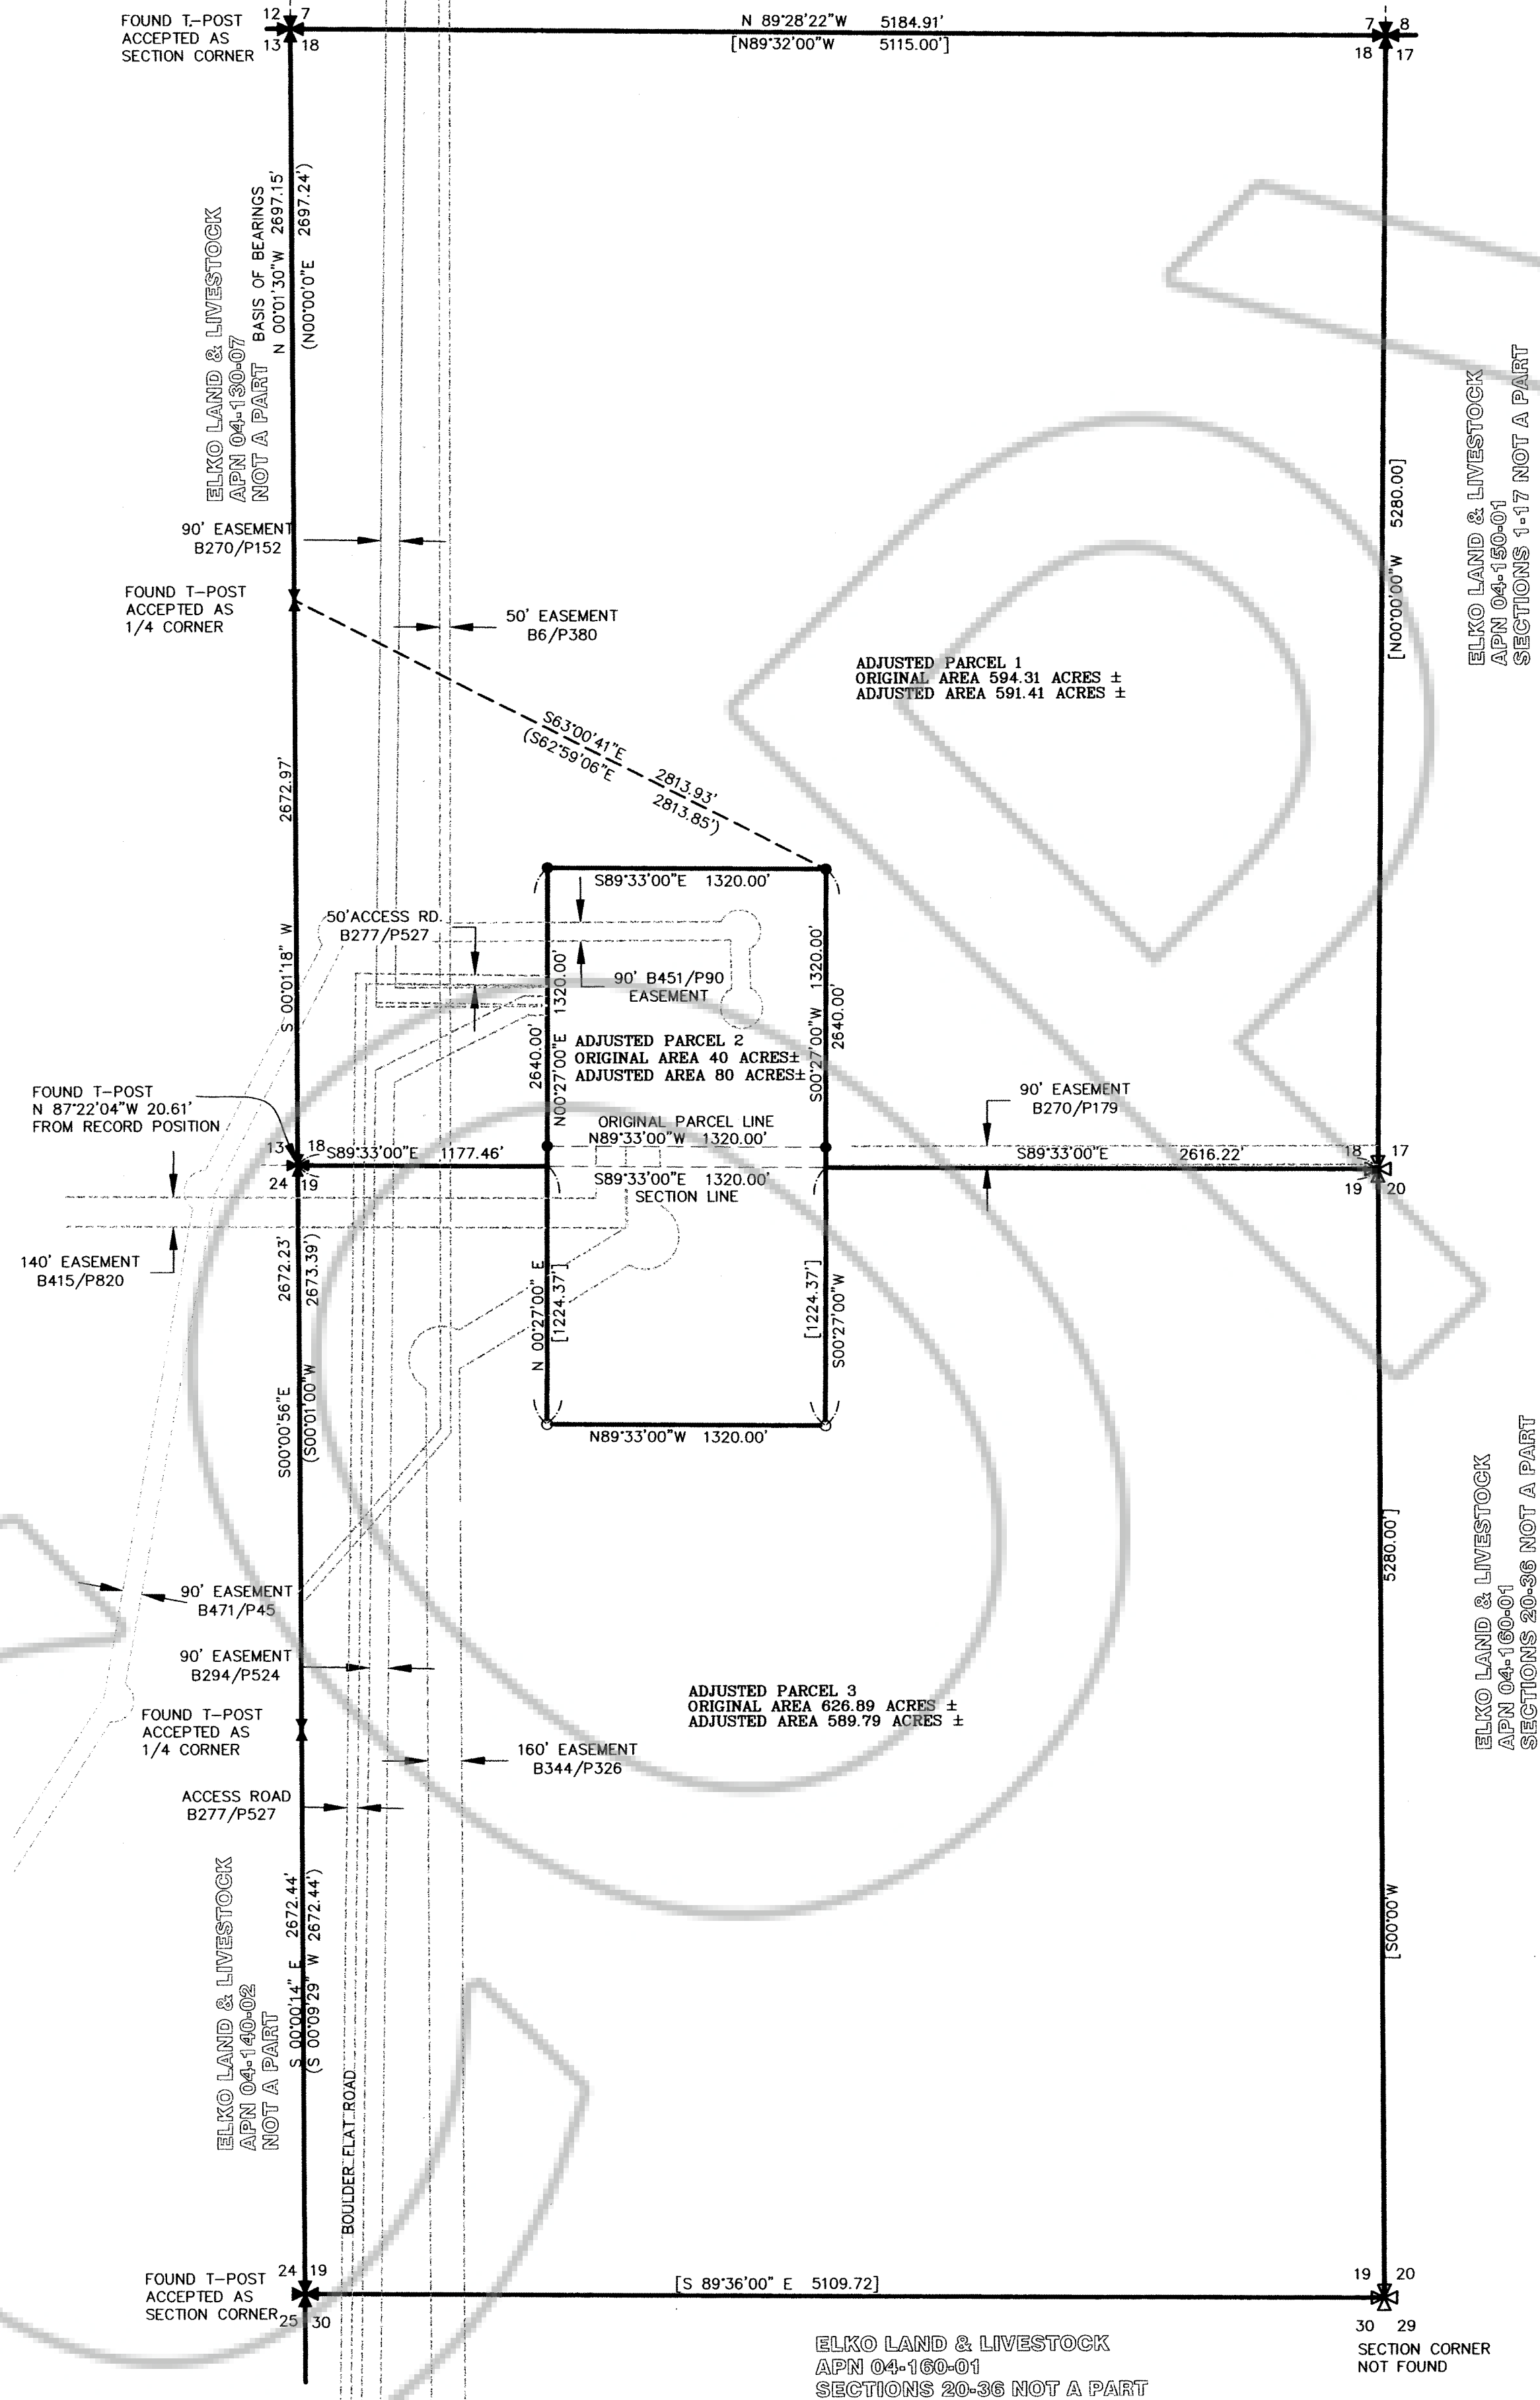 FOUND T-POST
ACCEPTED AS
SECTION CORNER
12 7
13 18
N 89°28'22"W 5184.91'
[N89°32'00"W 5115.00']
7 8
18 17
ELKO LAND & LIVESTOCK
APN 04-130-07
NOT A PART
BASIS OF BEARINGS
N 00°01'30"W 2697.15'
(N00°00'0"E 2697.24')
[N00°00'00"W 5280.00]
ELKO LAND & LIVESTOCK
APN 04-150-01
SECTIONS 1-17 NOT A PART
90' EASEMENT
B270/P152
FOUND T-POST
ACCEPTED AS
1/4 CORNER
50' EASEMENT
B6/P380
ADJUSTED PARCEL 1
ORIGINAL AREA 594.31 ACRES ±
ADJUSTED AREA 591.41 ACRES ±
S63°00'41"E 2813.93'
(S62°59'06"E 2813.85')
S 00°01'18" W 2672.97'
S89°33'00"E 1320.00'
50'ACCESS RD.
B277/P527
90' B451/P90
EASEMENT
2640.00'
N00°27'00"E 1320.00'
S00°27'00"W 1320.00'
2640.00'
ADJUSTED PARCEL 2
ORIGINAL AREA 40 ACRES±
ADJUSTED AREA 80 ACRES±
FOUND T-POST
N 87°22'04"W 20.61'
FROM RECORD POSITION
90' EASEMENT
B270/P179
ORIGINAL PARCEL LINE
N89°33'00"W 1320.00'
13 18
24 19
S89°33'00"E 1177.46'
S89°33'00"E 1320.00'
SECTION LINE
S89°33'00"E 2616.22'
18 17
19 20
140' EASEMENT
B415/P820
S00°00'56"E 2672.23'
(S00°01'00"W 2673.39')
N 00°27'00" E
[1224.37']
[1224.37']
S00°27'00"W
N89°33'00"W 1320.00'
90' EASEMENT
B471/P45
90' EASEMENT
B294/P524
FOUND T-POST
ACCEPTED AS
1/4 CORNER
ADJUSTED PARCEL 3
ORIGINAL AREA 626.89 ACRES ±
ADJUSTED AREA 589.79 ACRES ±
160' EASEMENT
B344/P326
ACCESS ROAD
B277/P527
[S00°00'W 5280.00']
ELKO LAND & LIVESTOCK
APN 04-160-01
SECTIONS 20-36 NOT A PART
ELKO LAND & LIVESTOCK
APN 04-140-02
NOT A PART
S 00°00'14" E 2672.44'
(S 00°09'29" W 2672.44')
BOULDER FLAT ROAD
FOUND T-POST
ACCEPTED AS
SECTION CORNER
24 19
25 30
[S 89°36'00" E 5109.72]
19 20
30 29
SECTION CORNER
NOT FOUND
ELKO LAND & LIVESTOCK
APN 04-160-01
SECTIONS 20-36 NOT A PART